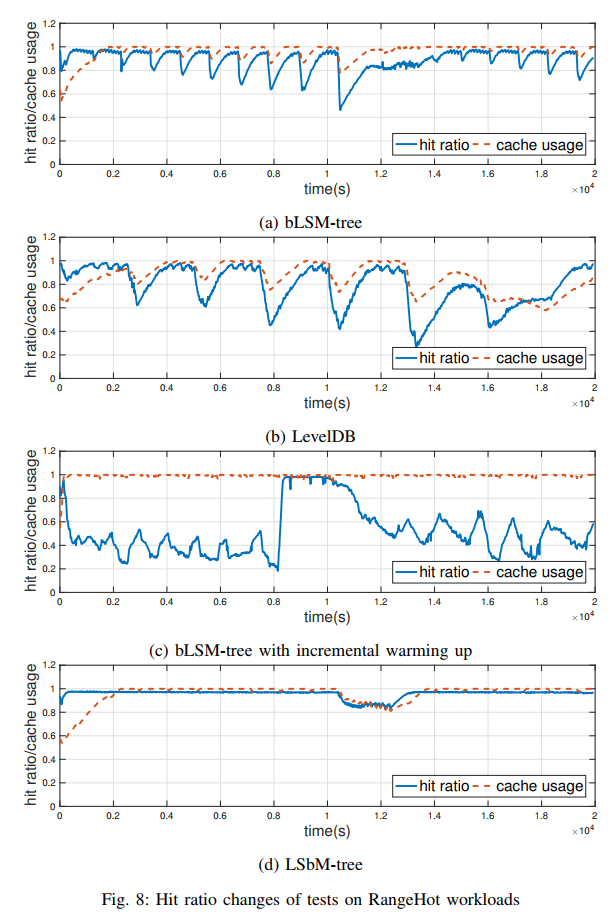 1.2
1
0.8
0.6
0.4
0.2
0
hit ratio/cache usage
hit ratio
cache usage
0 0.2 0.4 0.6 0.8 1 1.2 1.4 1.6 1.8 2
time(s)
×10⁴
(a) bLSM-tree
1.2
1
0.8
0.6
0.4
0.2
0
hit ratio/cache usage
hit ratio
cache usage
0 0.2 0.4 0.6 0.8 1 1.2 1.4 1.6 1.8 2
time(s)
×10⁴
(b) LevelDB
1.2
1
0.8
0.6
0.4
0.2
0
hit ratio/cache usage
hit ratio
cache usage
0 0.2 0.4 0.6 0.8 1 1.2 1.4 1.6 1.8 2
time(s)
×10⁴
(c) bLSM-tree with incremental warming up
1.2
1
0.8
0.6
0.4
0.2
0
hit ratio/cache usage
hit ratio
cache usage
0 0.2 0.4 0.6 0.8 1 1.2 1.4 1.6 1.8 2
time(s)
×10⁴
(d) LSbM-tree
Fig. 8: Hit ratio changes of tests on RangeHot workloads